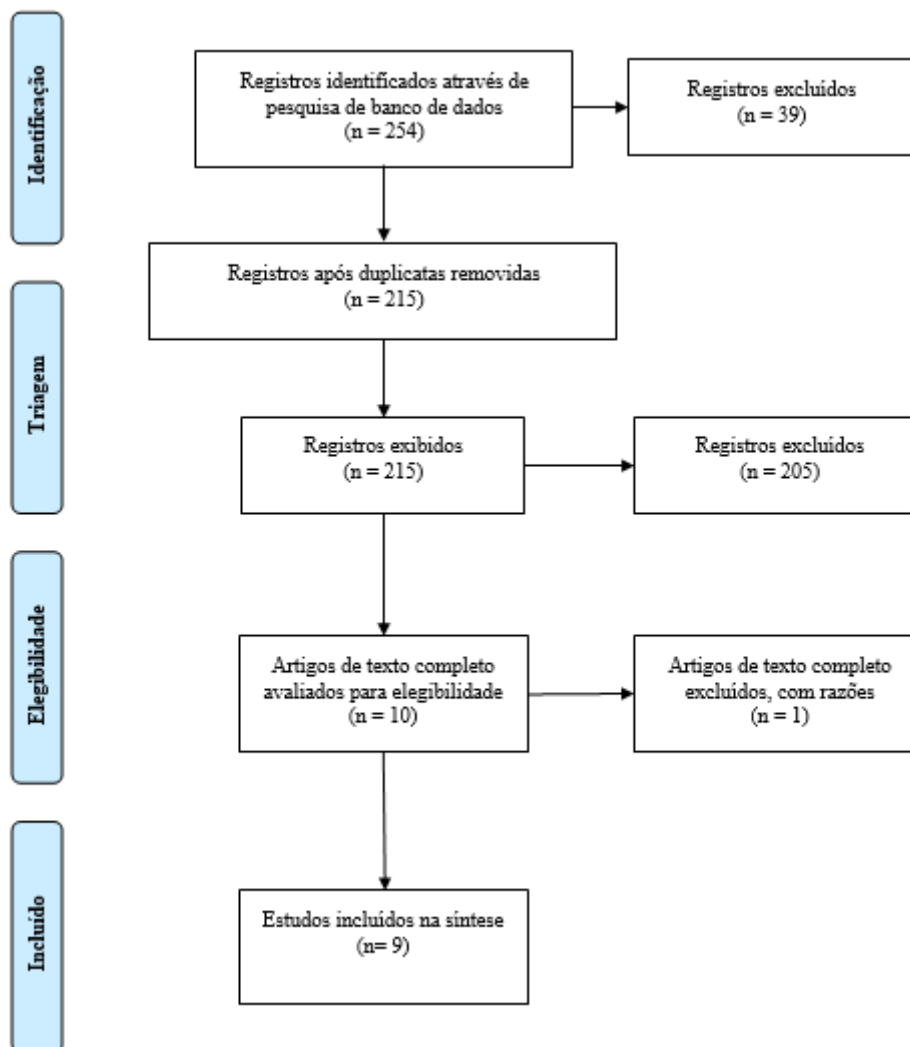 Identificação
Registros identificados através de
pesquisa de banco de dados
(n = 254)
Registros excluídos
(n = 39)
Registros após duplicatas removidas
(n = 215)
Triagem
Registros exibidos
(n = 215)
Registros excluídos
(n = 205)
Elegibilidade
Artigos de texto completo
avaliados para elegibilidade
(n = 10)
Artigos de texto completo
excluídos, com razões
(n = 1)
Incluído
Estudos incluídos na síntese
(n= 9)